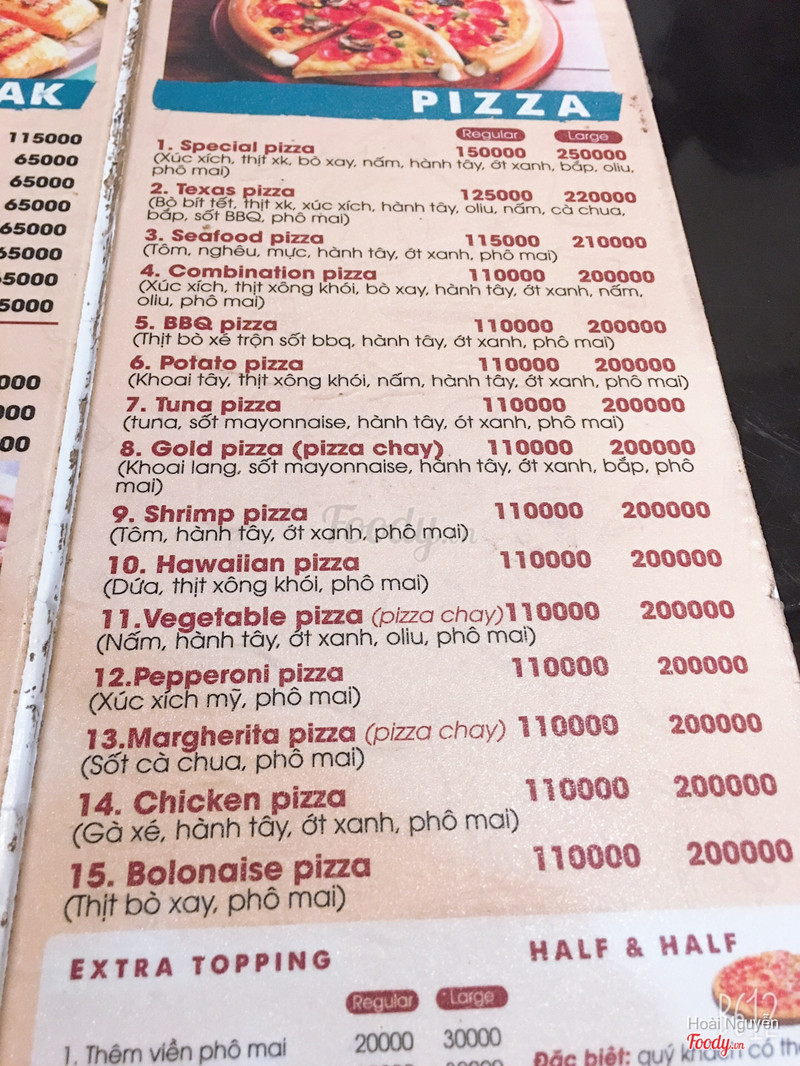 AK
115000
65000
65000
65000
65000
65000
5000
5000
000
000
00
PIZZA
Regular Large
1. Special pizza 150000 250000
(Xúc xích, thịt xk, bò xay, nấm, hành tây, ớt xanh, bắp, oliu,
phô mai)
2. Texas pizza 125000 220000
(Bò bít tết, thịt xk, xúc xích, hành tây, oliu, nấm, cà chua,
bắp, sốt BBQ, phô mai)
3. Seafood pizza 115000 210000
(Tôm, nghêu, mực, hành tây, ớt xanh, phô mai)
4. Combination pizza 110000 200000
(Xúc xích, thịt xông khói, bò xay, hành tây, ớt xanh, nấm,
oliu, phô mai)
5. BBQ pizza 110000 200000
(Thịt bò xé trộn sốt bbq, hành tây, ớt xanh, phô mai)
6. Potato pizza 110000 200000
(Khoai tây, thịt xông khói, nấm, hành tây, ớt xanh, phô mai)
7. Tuna pizza 110000 200000
(tuna, sốt mayonnaise, hành tây, ót xanh, phô mai)
8. Gold pizza (pizza chay) 110000 200000
(Khoai lang, sốt mayonnaise, hành tây, ớt xanh, bắp, phô
mai)
9. Shrimp pizza 110000 200000
(Tôm, hành tây, ớt xanh, phô mai)
Foody.vn
10. Hawaiian pizza 110000 200000
(Dứa, thịt xông khói, phô mai)
11.Vegetable pizza (pizza chay) 110000 200000
(Nấm, hành tây, ớt xanh, oliu, phô mai)
12.Pepperoni pizza 110000 200000
(Xúc xích mỹ, phô mai)
13.Margherita pizza (pizza chay) 110000 200000
(Sốt cà chua, phô mai)
14. Chicken pizza 110000 200000
(Gà xé, hành tây, ớt xanh, phô mai)
15. Bolonaise pizza 110000 200000
(Thịt bò xay, phô mai)
EXTRA TOPPING
Regular Large
1. Thêm viền phô mai 20000 30000
HALF & HALF
Đặc biệt: quý khách có th
B612
Hoài Nguyễn
Foody.vn